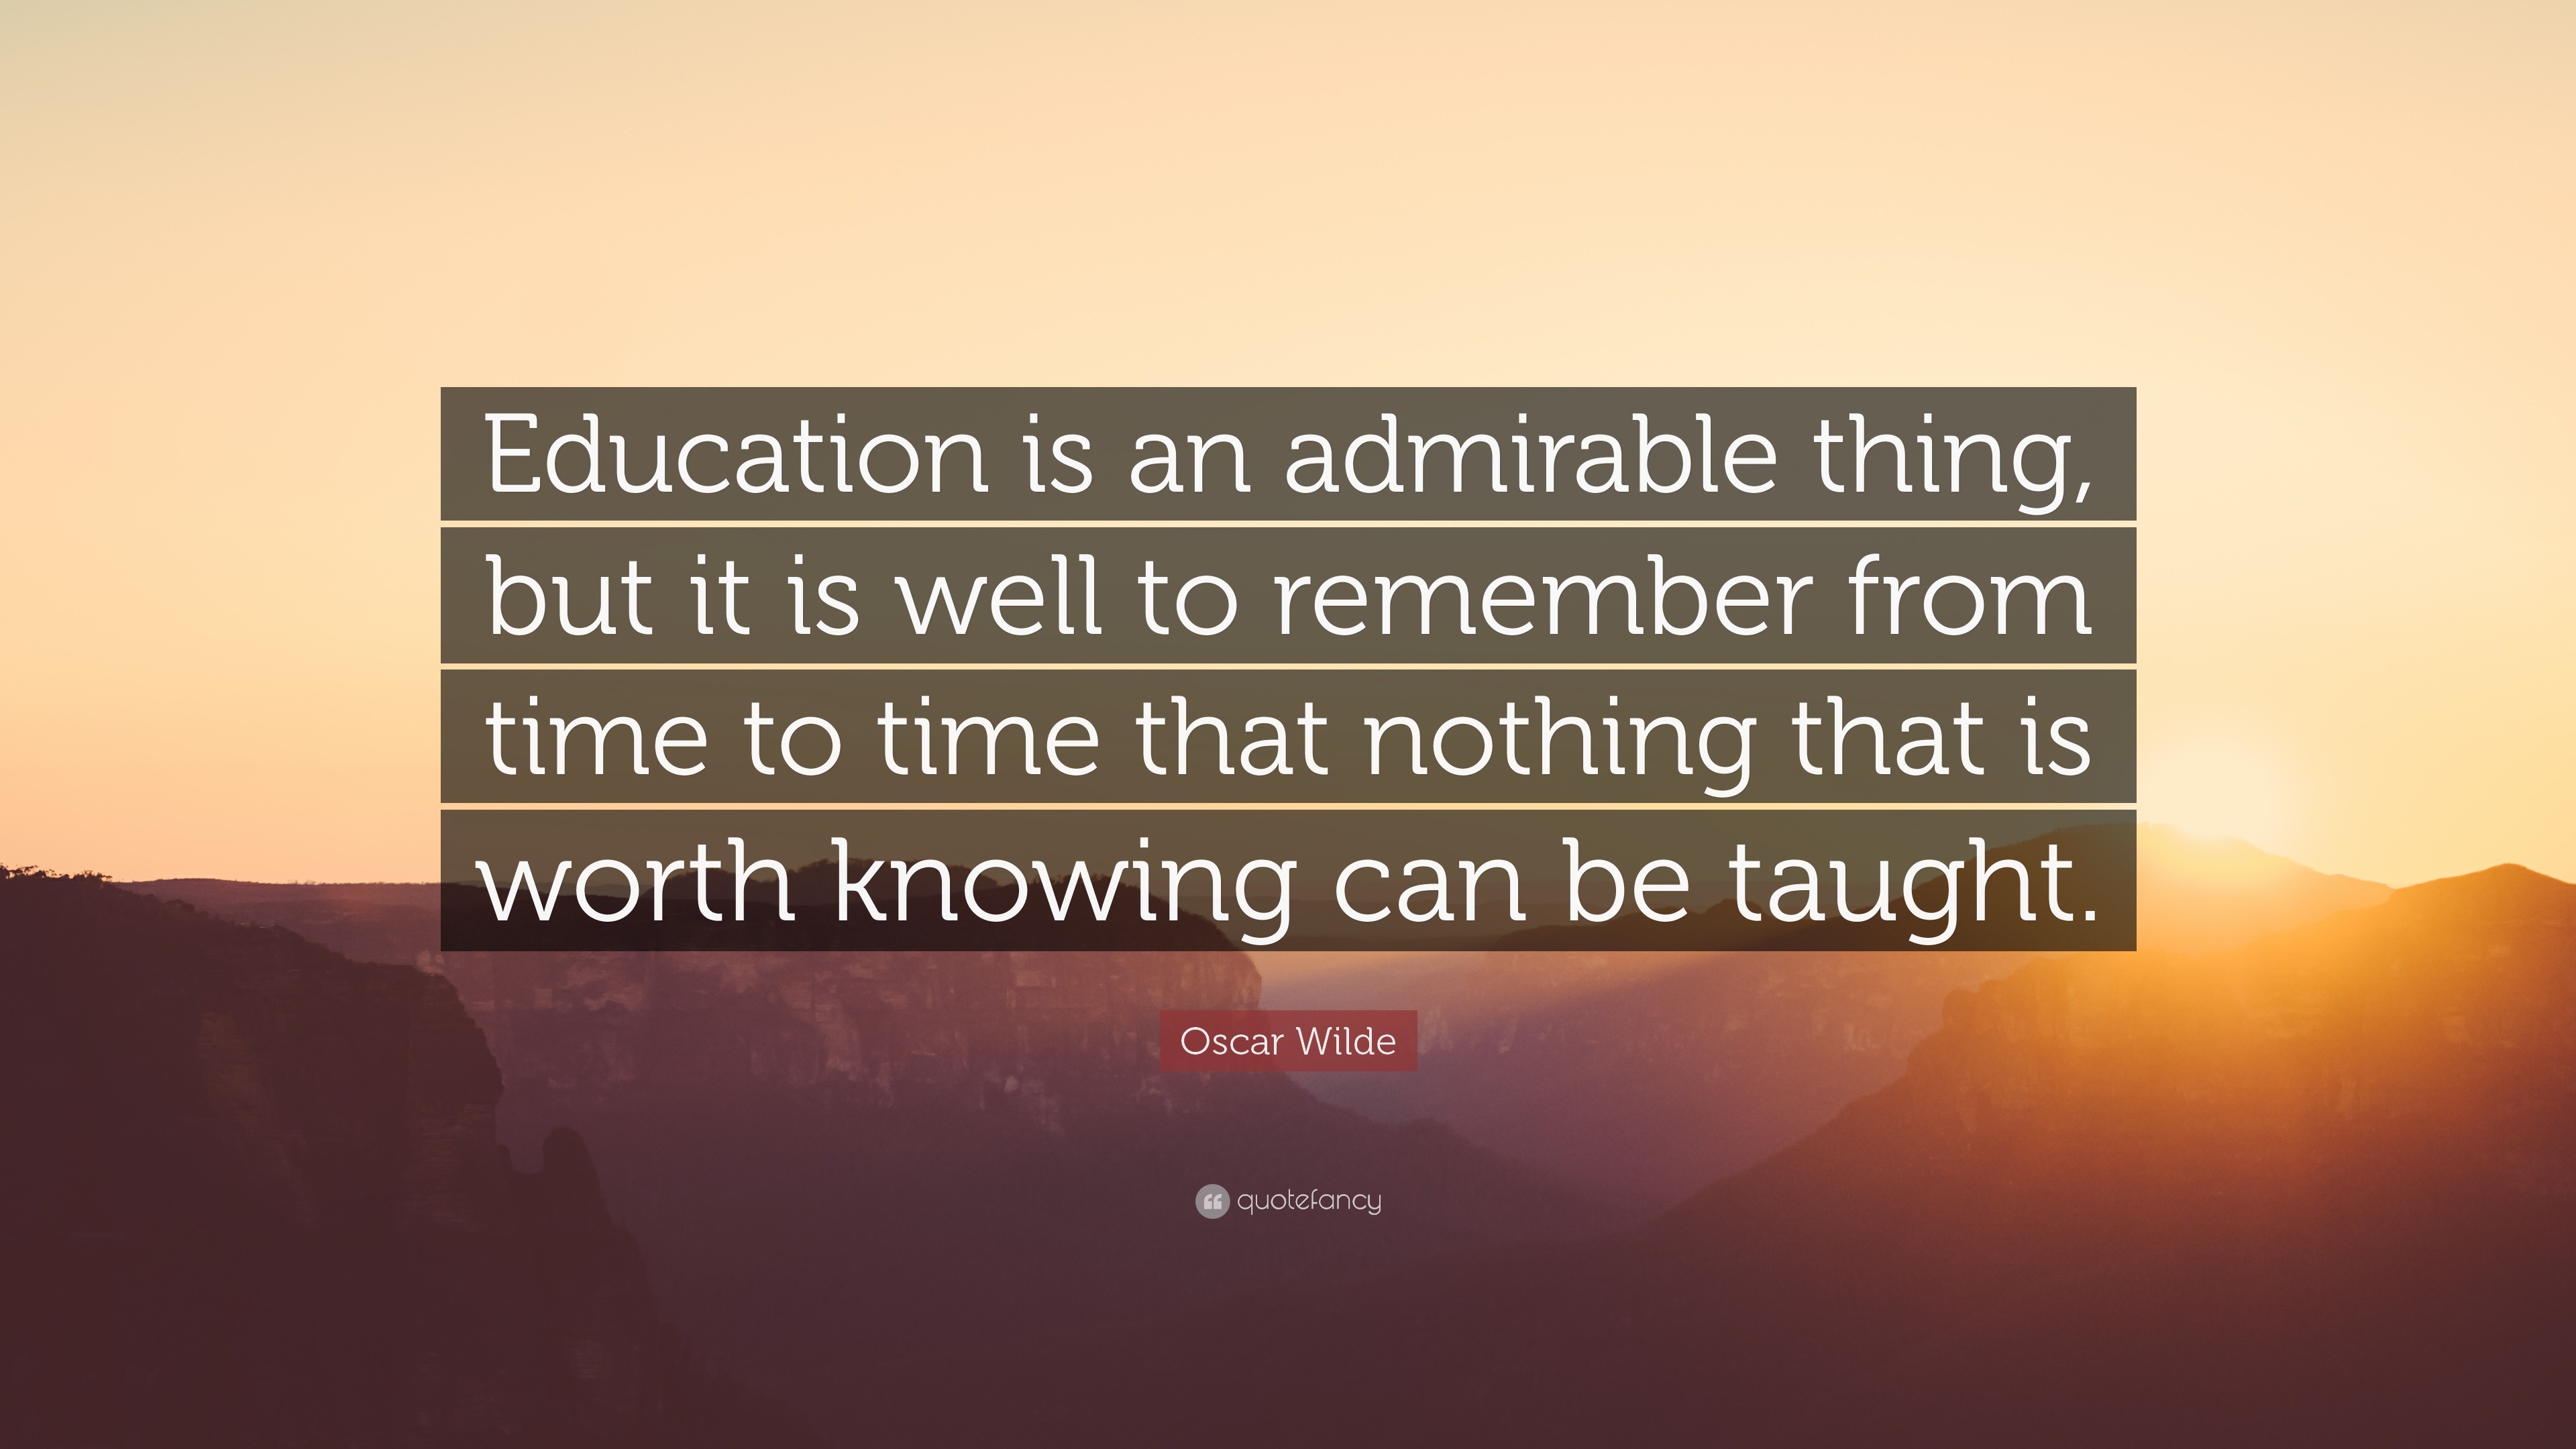 Education is an admirable thing,
but it is well to remember from
time to time that nothing that is
worth knowing can be taught.
Oscar Wilde
quotefancy